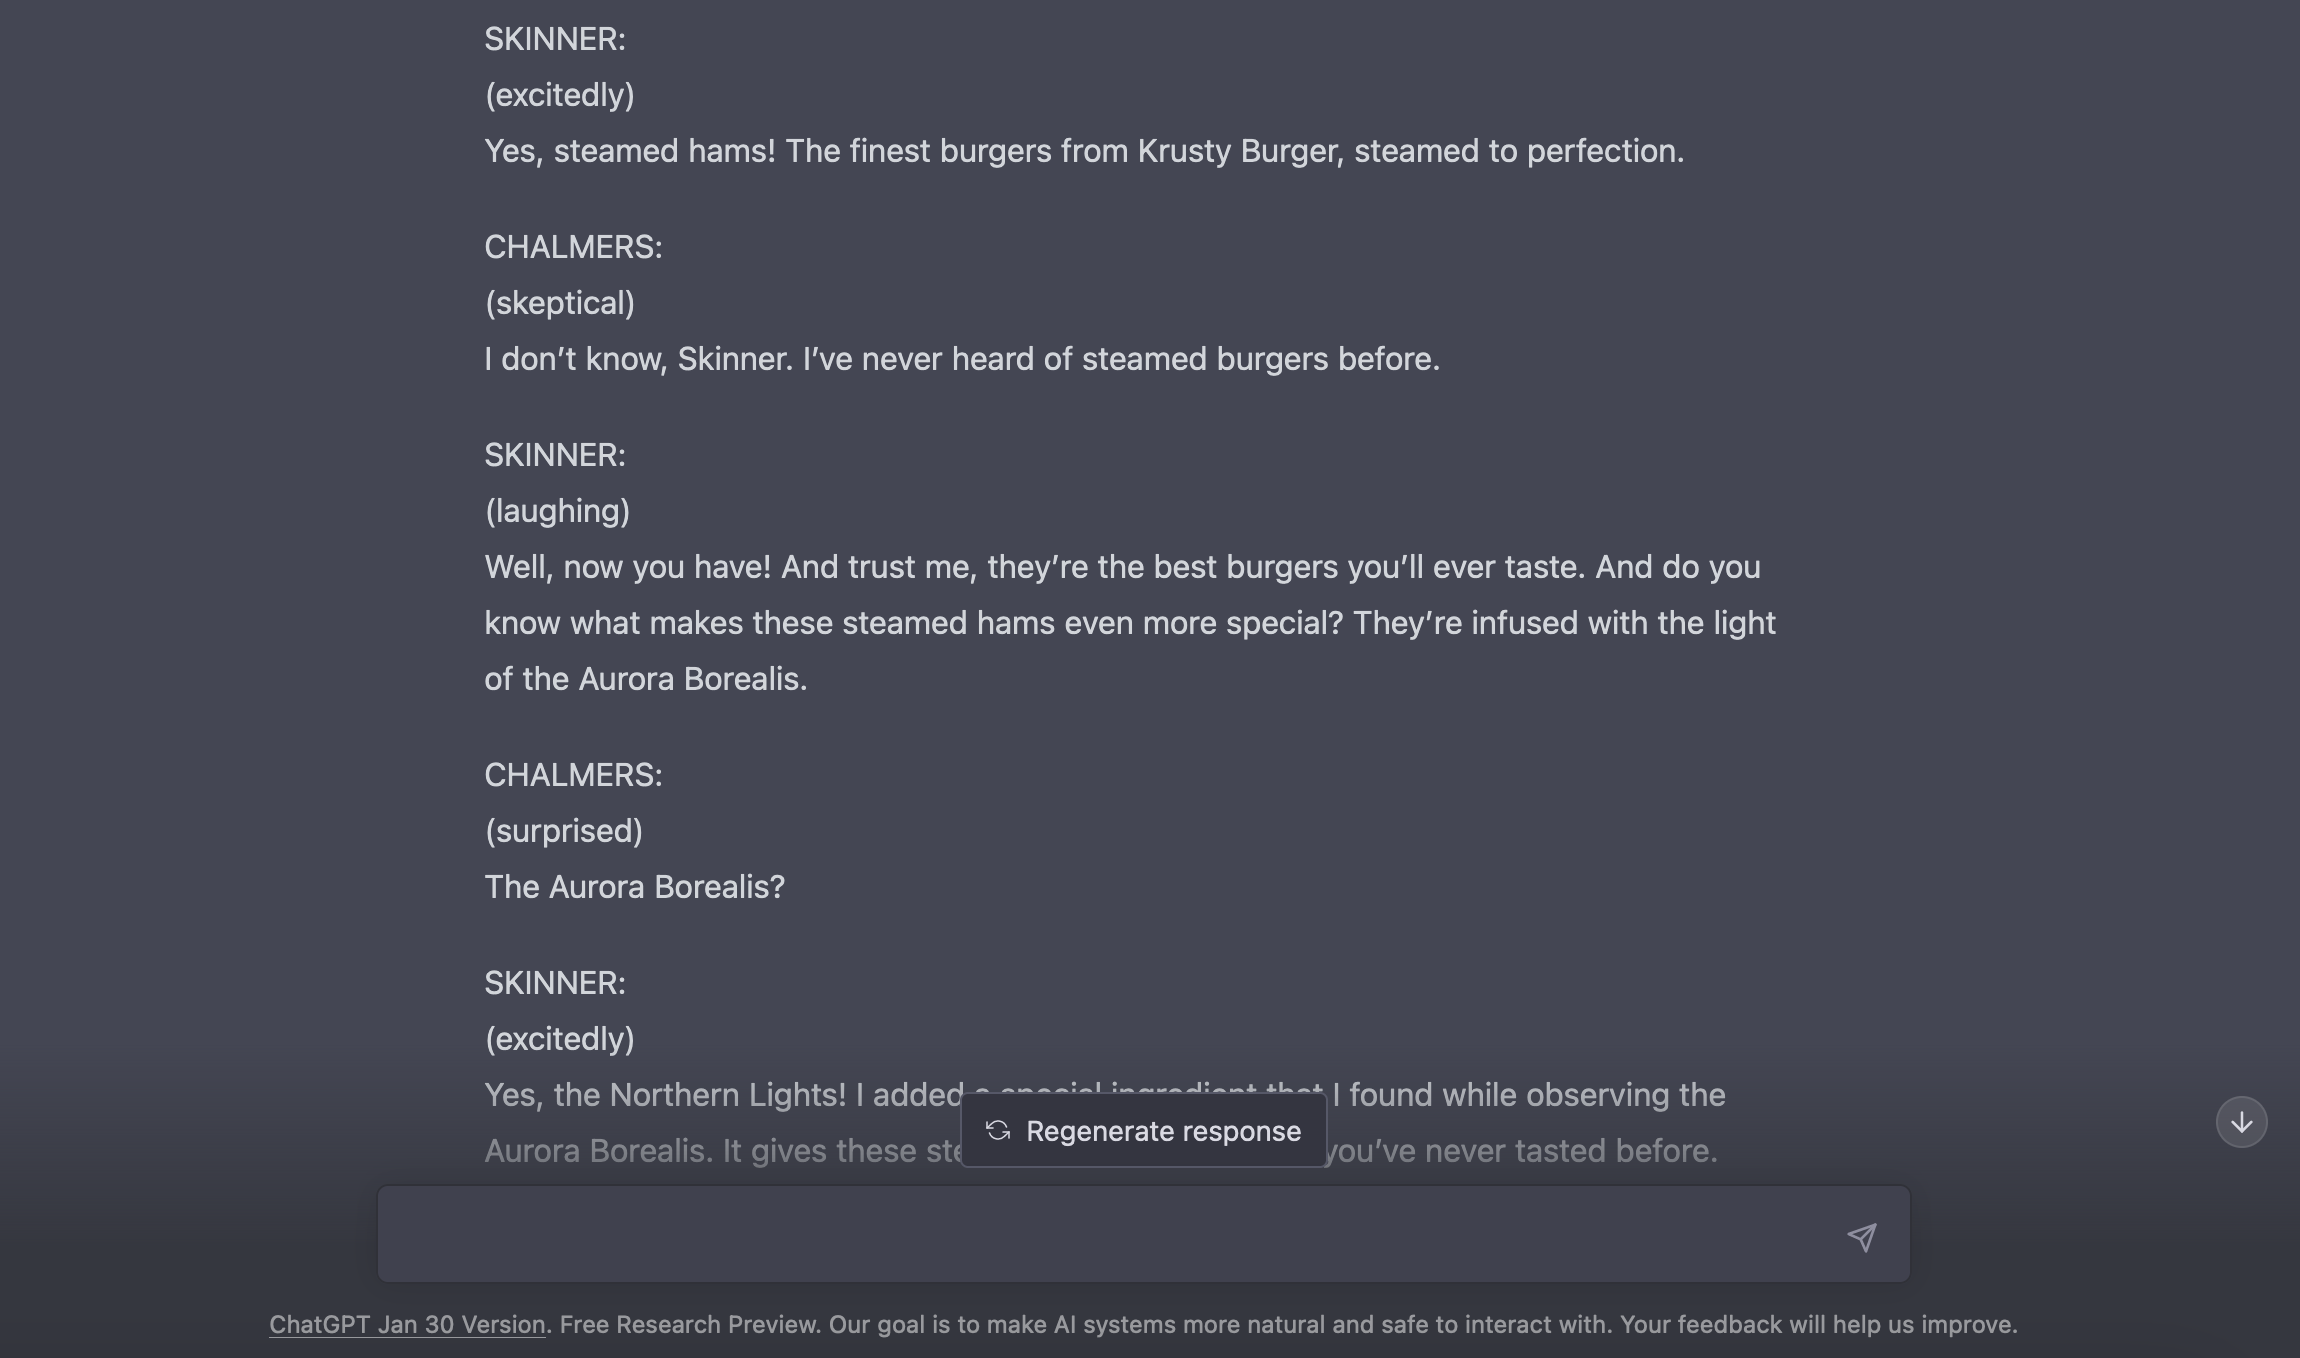 SKINNER:
(excitedly)
Yes, steamed hams! The finest burgers from Krusty Burger, steamed to perfection.
CHALMERS:
(skeptical)
I don’t know, Skinner. I’ve never heard of steamed burgers before.
SKINNER:
(laughing)
Well, now you have! And trust me, they’re the best burgers you’ll ever taste. And do you
know what makes these steamed hams even more special? They’re infused with the light
of the Aurora Borealis.
CHALMERS:
(surprised)
The Aurora Borealis?
SKINNER:
(excitedly)
Yes, the Northern Lights! I added a special ingredient that I found while observing the
Aurora Borealis. It gives these you’ve never tasted before.
Regenerate response
ChatGPT Jan 30 Version. Free Research Preview. Our goal is to make AI systems more natural and safe to interact with. Your feedback will help us improve.